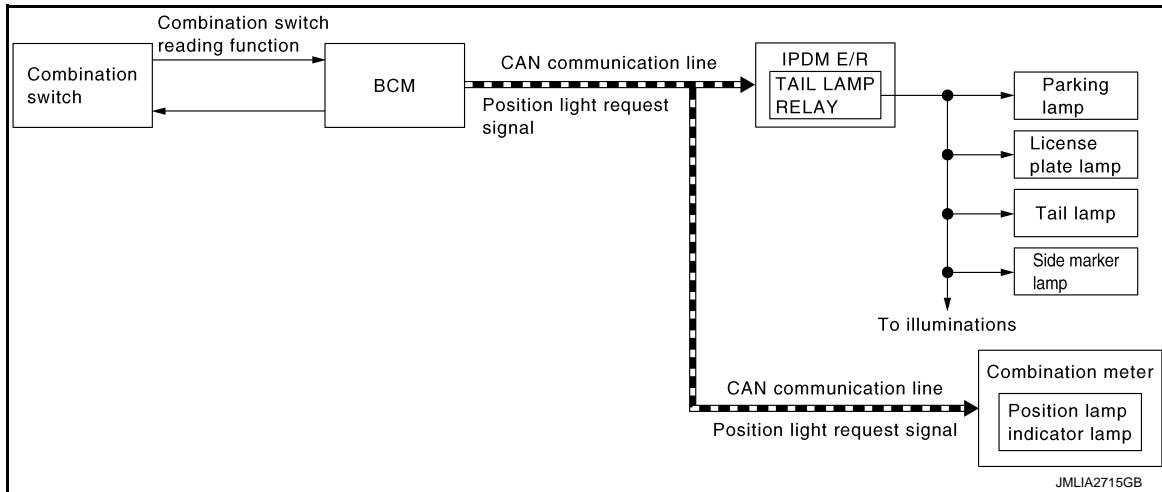 Combination switch
reading function
Combination
switch
BCM
CAN communication line
Position light request
signal
IPDM E/R
TAIL LAMP
RELAY
Parking
lamp
License
plate lamp
Tail lamp
Side marker
lamp
To illuminations
CAN communication line
Position light request signal
Combination meter
Position lamp
indicator lamp
JMLIA2715GB